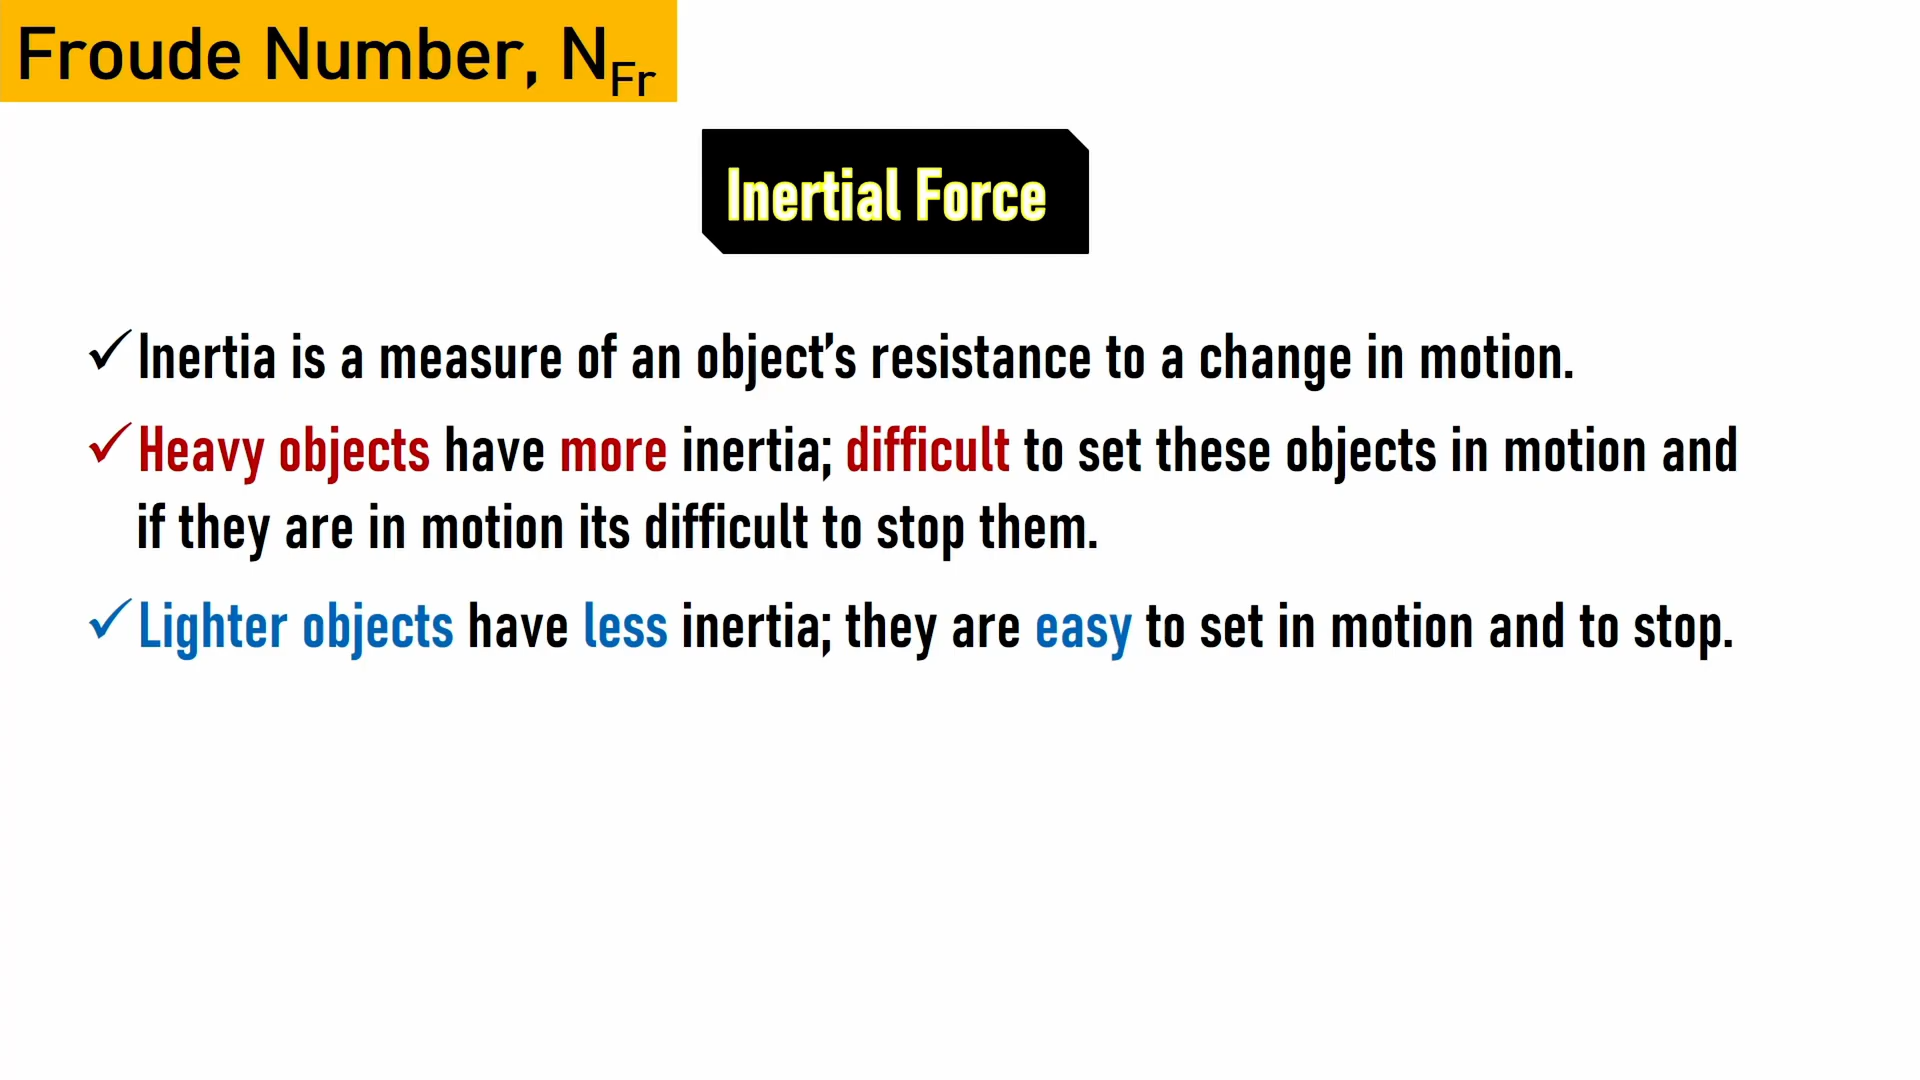 Froude Number, N_Fr
Inertial Force
✓Inertia is a measure of an object's resistance to a change in motion.
✓Heavy objects have more inertia; difficult to set these objects in motion and
if they are in motion its difficult to stop them.
✓Lighter objects have less inertia; they are easy to set in motion and to stop.